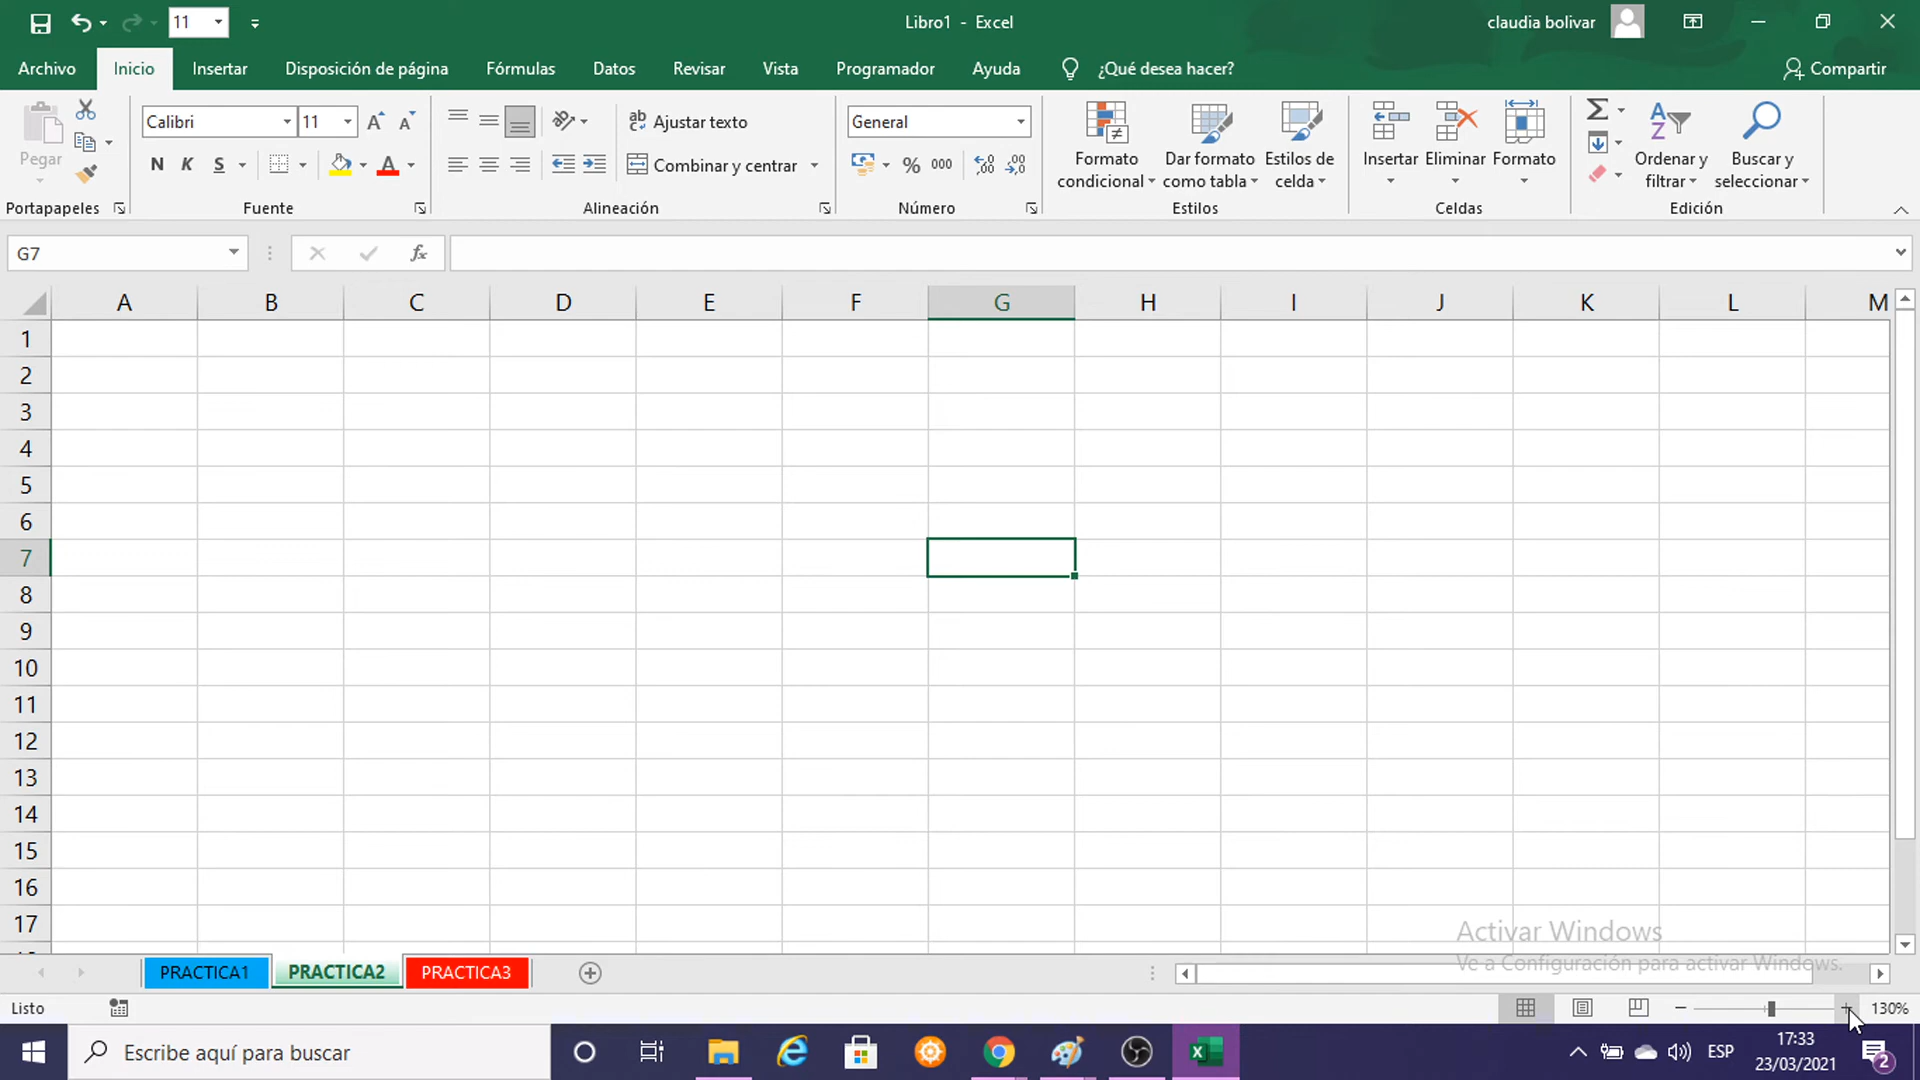 11
Libro1 - Excel
claudia bolivar
Archivo Inicio Insertar Disposición de página Fórmulas Datos Revisar Vista Programador Ayuda ¿Qué desea hacer? Compartir
Pegar
Calibri 11
N K S
Ajustar texto
Combinar y centrar
General
% 000
Formato condicional
Dar formato como tabla
Estilos de celda
Insertar Eliminar Formato
Ordenar y filtrar
Buscar y seleccionar
Portapapeles Fuente Alineación Número Estilos Celdas Edición
G7 fx
A B C D E F G H I J K L M
1
2
3
4
5
6
7
8
9
10
11
12
13
14
15
16
17
Activar Windows
Ve a Configuración para activar Windows.
PRACTICA1 PRACTICA2 PRACTICA3
Listo 130%
Escribe aquí para buscar
ESP
17:33
23/03/2021
2